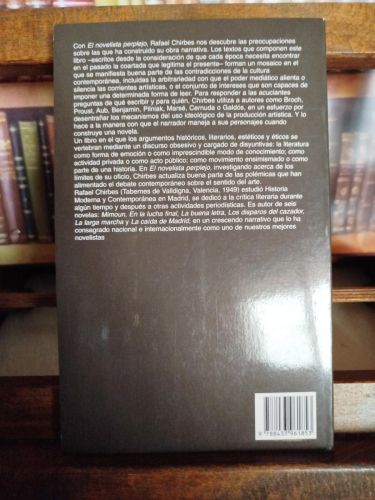 Con El novelista perplejo, Rafael Chirbes nos descubre las preocupaciones
sobre las que ha construido su obra narrativa. Los textos que componen este
libro –escritos desde la consideración de que cada época necesita encontrar
en el pasado la coartada que legitima el presente– forman un mosaico en el
que se manifiesta buena parte de las contradicciones de la cultura
contemporánea, incluidas la arbitrariedad con que el poder mediático alienta o
silencia las corrientes artísticas, o el conjunto de intereses que son capaces de
imponer una determinada forma de leer. Para responder a las acuciantes
preguntas de qué escribir y para quién, Chirbes utiliza a autores como Broch,
Proust, Aub, Benjamin, Pilniak, Marsé, Cernuda o Galdós, en un esfuerzo por
desentrañar los mecanismos del uso ideológico de la producción artística. Y lo
hace a la manera con que el narrador maneja a sus personajes cuando
construye una novela.
Un libro en el que los argumentos históricos, literarios, estéticos y éticos se
vertebran mediante un discurso obsesivo y cargado de disyuntivas: la literatura
como forma de emoción o como imprescindible modo de conocimiento; como
actividad privada o como acto público; como movimiento ensimismado o como
parte de una historia. En El novelista perplejo, investigando acerca de los
límites de su oficio, Chirbes actualiza buena parte de las polémicas que han
alimentado el debate contemporáneo sobre el sentido del arte.
Rafael Chirbes (Tabernes de Valldigna, Valencia, 1949) estudió Historia
Moderna y Contemporánea en Madrid, se dedicó a la crítica literaria durante
algún tiempo y después a otras actividades periodísticas. Es autor de seis
novelas: Mimoun, En la lucha final, La buena letra, Los disparos del cazador,
La larga marcha y La caída de Madrid, en un crescendo narrativo que lo ha
consagrado nacional e internacionalmente como uno de nuestros mejores
novelistas
9 788433 961853